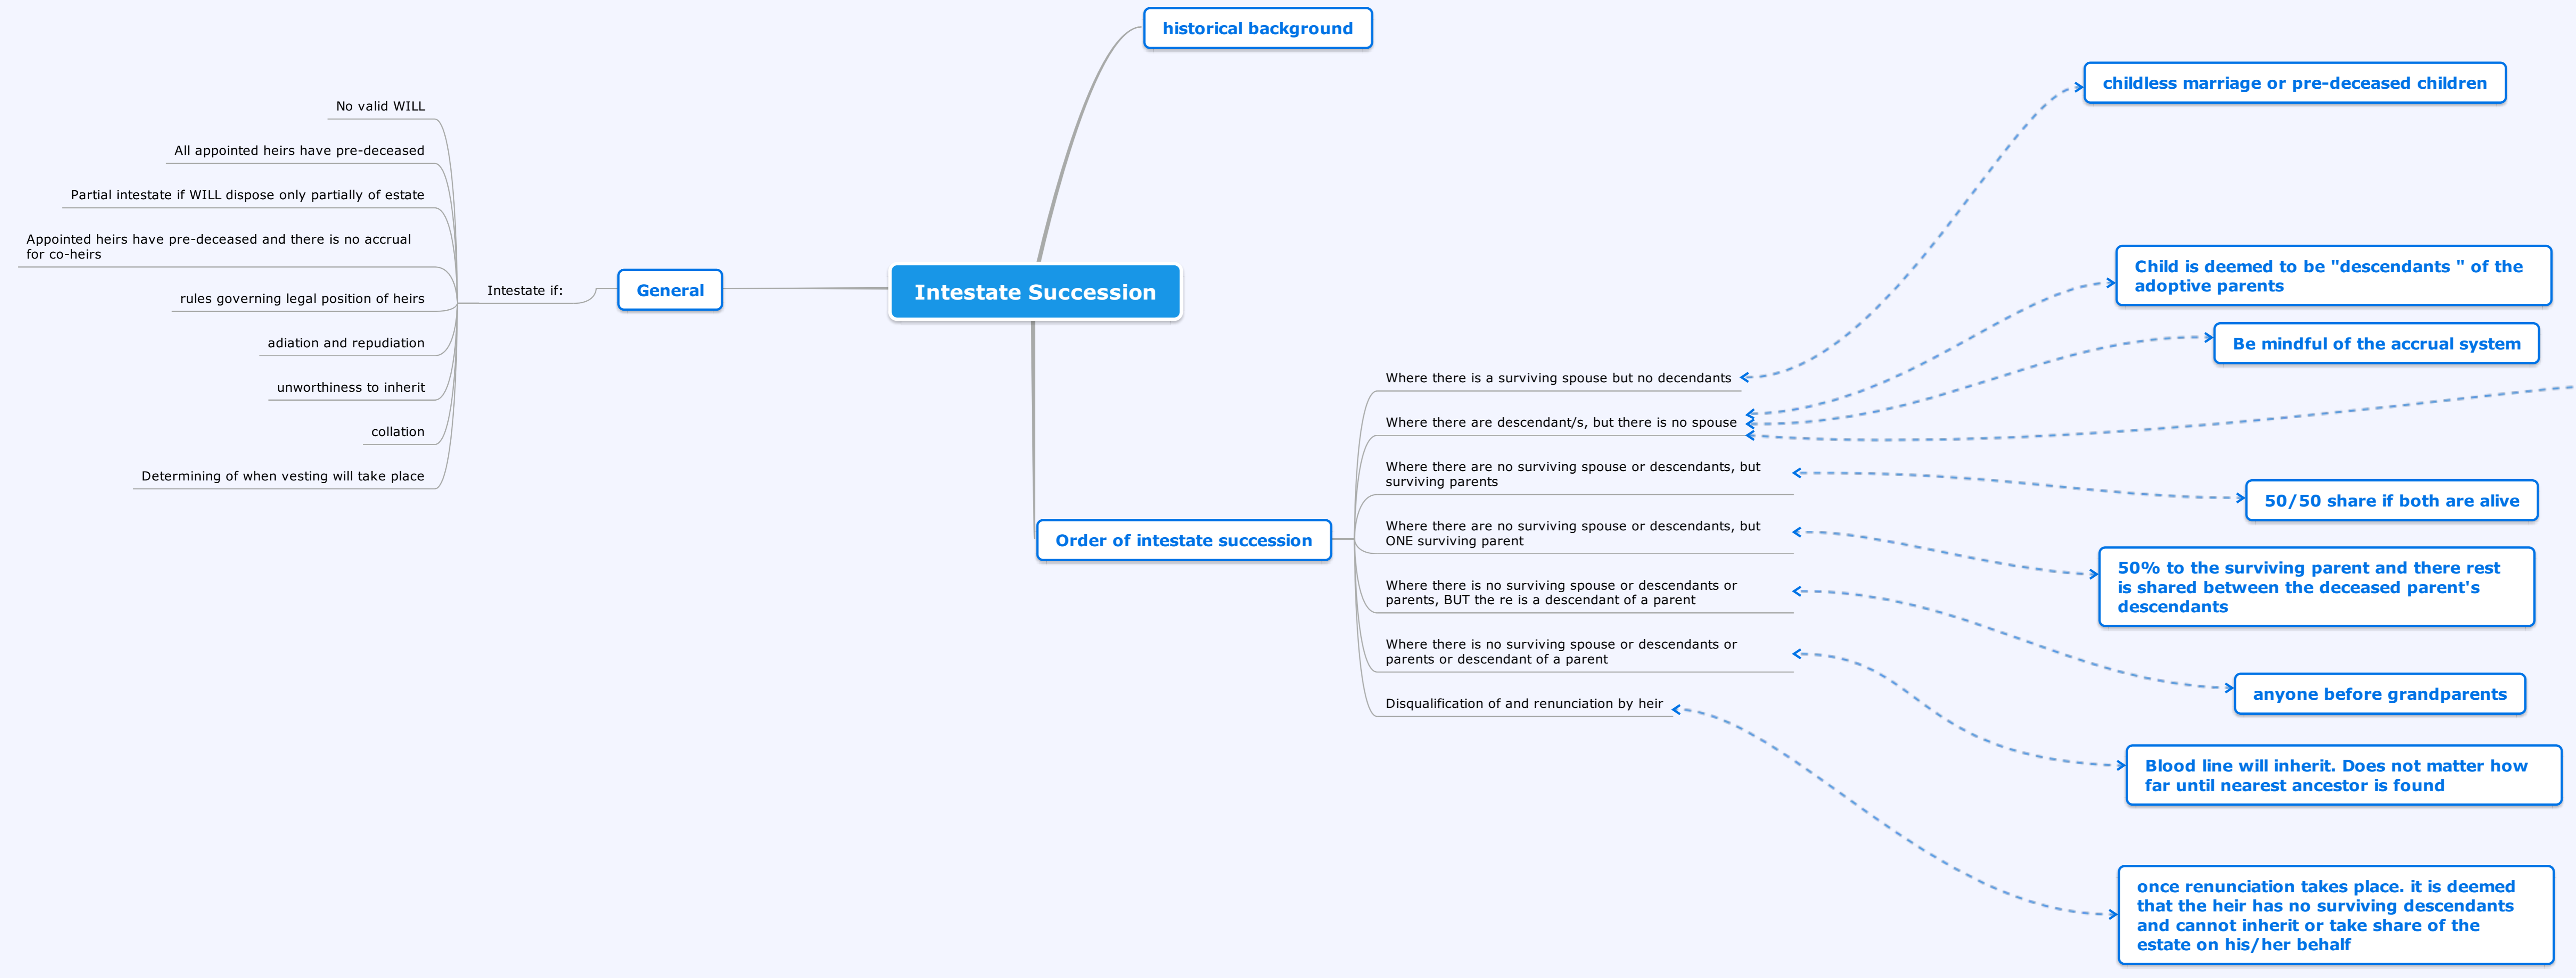 historical background
childless marriage or pre-deceased children
No valid WILL
All appointed heirs have pre-deceased
Partial intestate if WILL dispose only partially of estate
Appointed heirs have pre-deceased and there is no accrual
for co-heirs
rules governing legal position of heirs
adiation and repudiation
unworthiness to inherit
collation
Determining of when vesting will take place
Intestate if:
General
Intestate Succession
Child is deemed to be "descendants " of the
adoptive parents
Be mindful of the accrual system
Order of intestate succession
Where there is a surviving spouse but no decendants
Where there are descendant/s, but there is no spouse
Where there are no surviving spouse or descendants, but
surviving parents
Where there are no surviving spouse or descendants, but
ONE surviving parent
Where there is no surviving spouse or descendants or
parents, BUT the re is a descendant of a parent
Where there is no surviving spouse or descendants or
parents or descendant of a parent
Disqualification of and renunciation by heir
50/50 share if both are alive
50% to the surviving parent and there rest
is shared between the deceased parent's
descendants
anyone before grandparents
Blood line will inherit. Does not matter how
far until nearest ancestor is found
once renunciation takes place. it is deemed
that the heir has no surviving descendants
and cannot inherit or take share of the
estate on his/her behalf